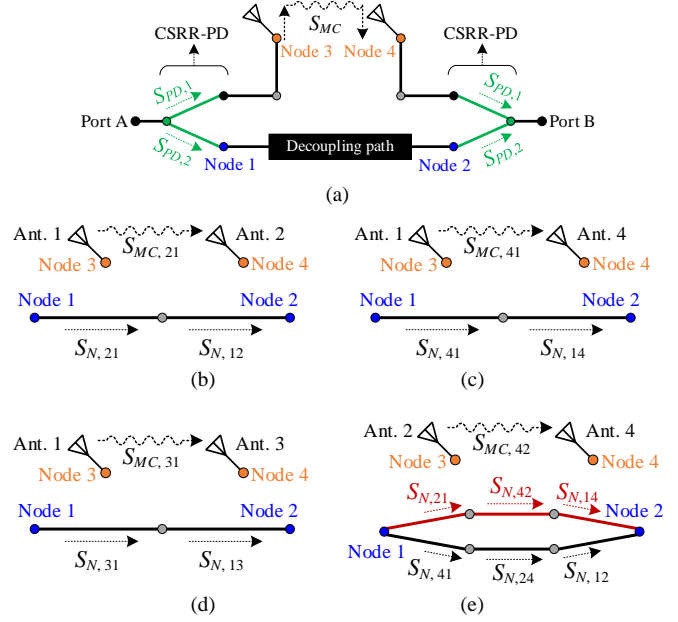 CSRR-PD
S_MC
CSRR-PD
Node 3
Node 4
S_PD,1
S_PD,1
Port A
Port B
S_PD,2
Decoupling path
S_PD,2
Node 1
Node 2
(a)
Ant. 1
S_MC, 21
Ant. 2
Node 3
Node 4
Node 1
Node 2
S_N, 21
S_N, 12
(b)
Ant. 1
S_MC, 41
Ant. 4
Node 3
Node 4
Node 1
Node 2
S_N, 41
S_N, 14
(c)
Ant. 1
S_MC, 31
Ant. 3
Node 3
Node 4
Node 1
Node 2
S_N, 31
S_N, 13
(d)
Ant. 2
S_MC, 42
Ant. 4
Node 3
Node 4
S_N,21
S_N,42
S_N,14
Node 2
Node 1
S_N, 41
S_N,24
S_N, 12
(e)